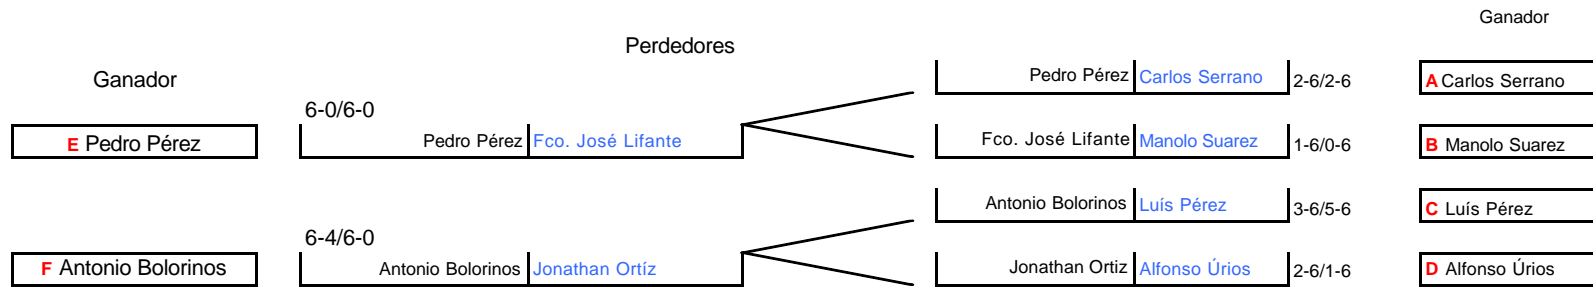 Ganador
Perdedores
Ganador
Pedro Pérez Carlos Serrano 2-6/2-6 A Carlos Serrano
6-0/6-0
E Pedro Pérez Pedro Pérez Fco. José Lifante Fco. José Lifante Manolo Suarez 1-6/0-6 B Manolo Suarez
Antonio Bolorinos Luís Pérez 3-6/5-6 C Luís Pérez
6-4/6-0
F Antonio Bolorinos Antonio Bolorinos Jonathan Ortíz Jonathan Ortiz Alfonso Úrios 2-6/1-6 D Alfonso Úrios